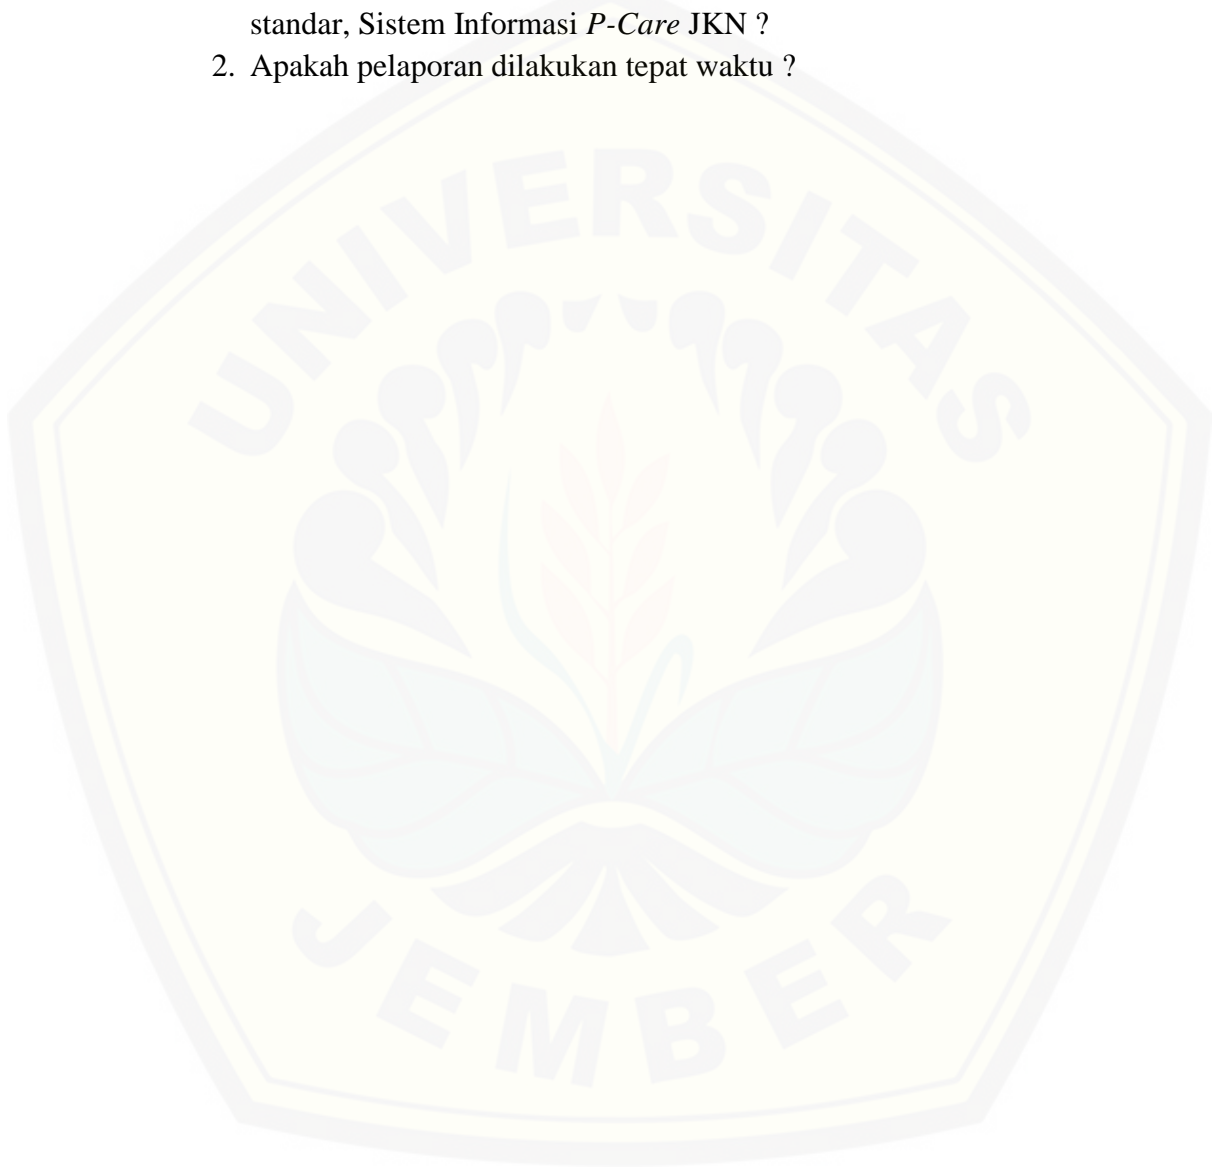 standar, Sistem Informasi P-Care JKN ?
2. Apakah pelaporan dilakukan tepat waktu ?
UNIVERSITAS
JEMBER